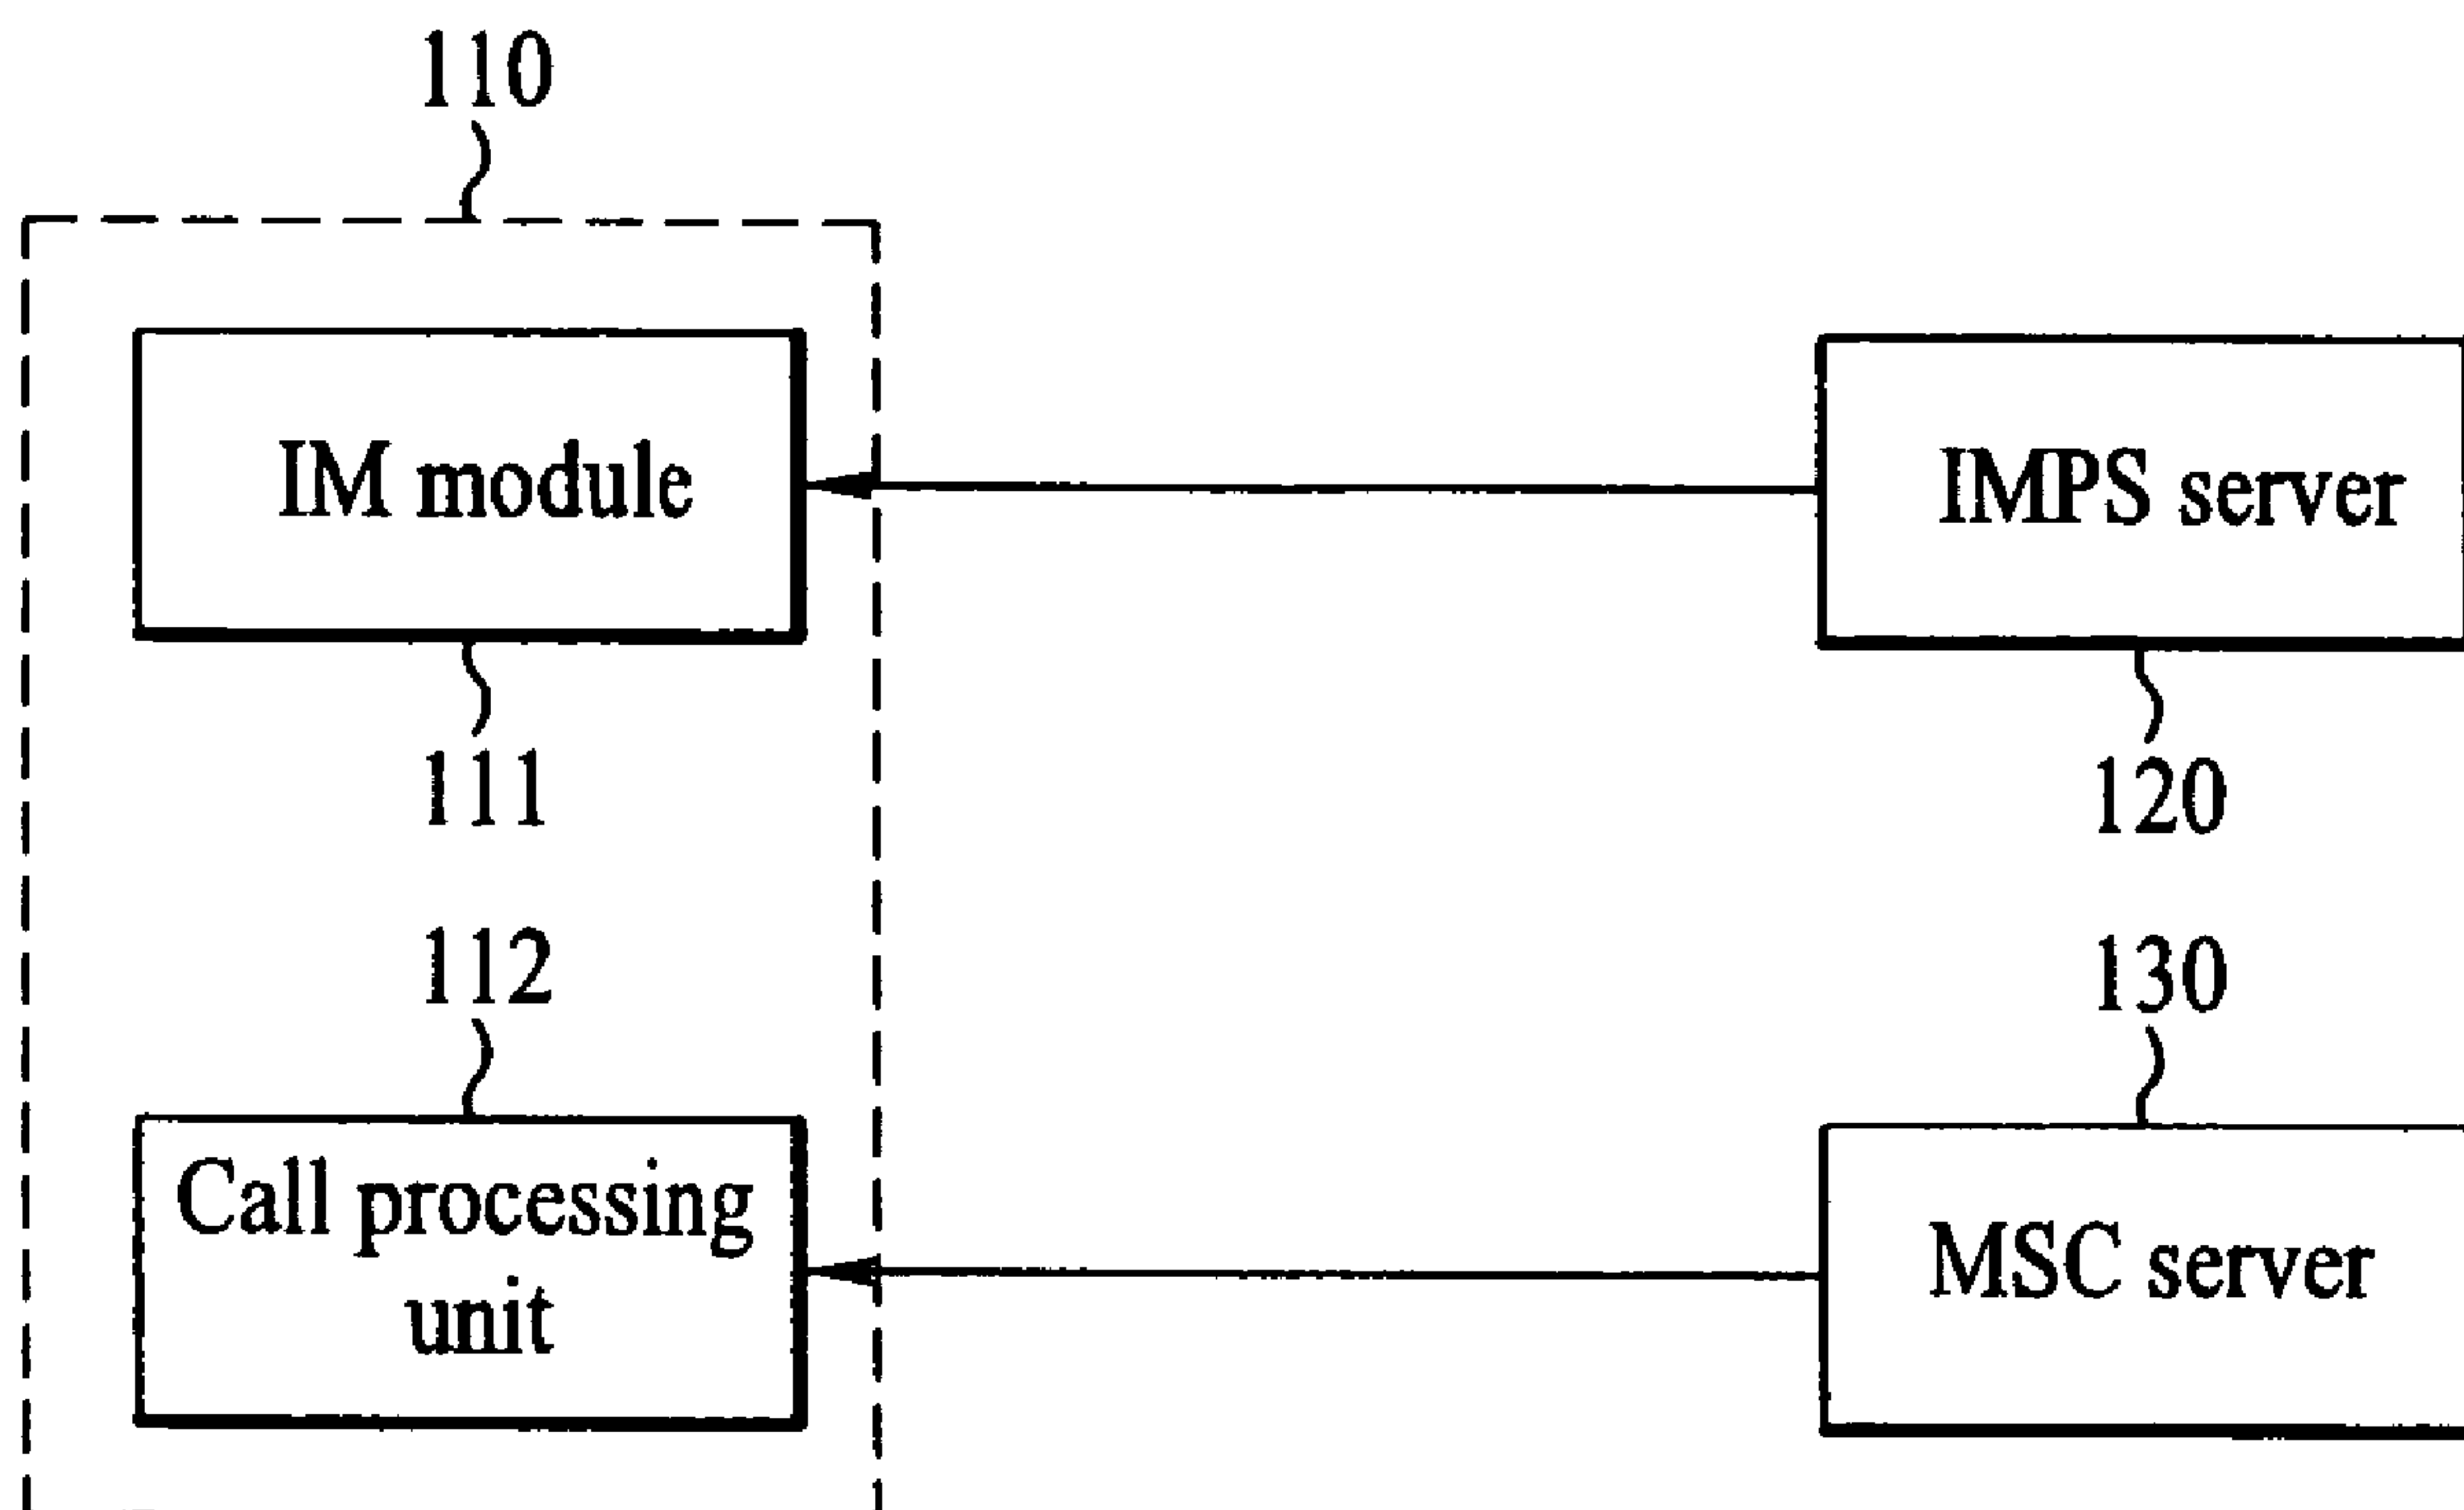 110
IM module
IMPS server
111
120
112
130
Call processing
unit
MSC server